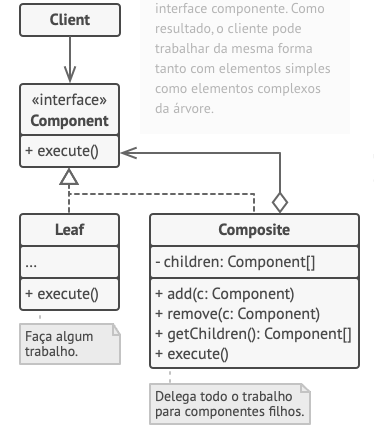 Client
interface componente. Como
resultado, o cliente pode
trabalhar da mesma forma
tanto com elementos simples
como elementos complexos
da árvore.
«interface»
Component
+ execute()
Leaf
...
+ execute()
Faça algum
trabalho.
Composite
- children: Component[]
+ add(c: Component)
+ remove(c: Component)
+ getChildren(): Component[]
+ execute()
Delega todo o trabalho
para componentes filhos.